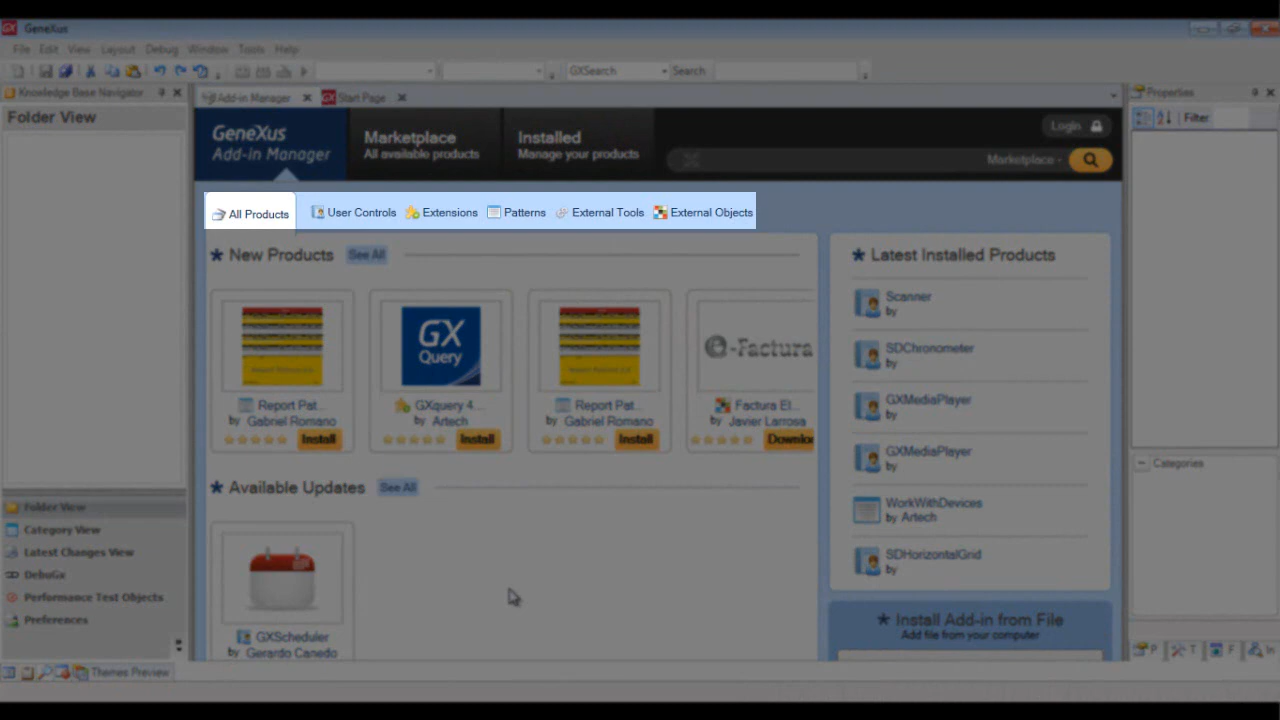 GX GeneXus
File Edit View Layout Debug Window Tools Help
GXSearch Search
Knowledge Base Navigator
Add-in Manager
GX Start Page
Properties
Folder View
Filter
GeneXus
Add-in Manager
Marketplace
All available products
Installed
Manage your products
Login
Marketplace
All Products
User Controls
Extensions
Patterns
External Tools
External Objects
New Products
See All
Report Pat...
by Gabriel Romano
Install
GX
Query
GXquery 4...
by Artech
Install
Report Pat...
by Gabriel Romano
Install
e-Factura
Factura El...
by Javier Larrosa
Downlo
Available Updates
See All
GXScheduler
by Gerardo Canedo
Latest Installed Products
Scanner
by
SDChronometer
by
GXMediaPlayer
by
GXMediaPlayer
by
WorkWithDevices
by Artech
SDHorizontalGrid
by
Install Add-in from File
Add file from your computer
Categories
Folder View
Category View
Latest Changes View
DebuGx
Performance Test Objects
Preferences
Themes Preview
P T F In